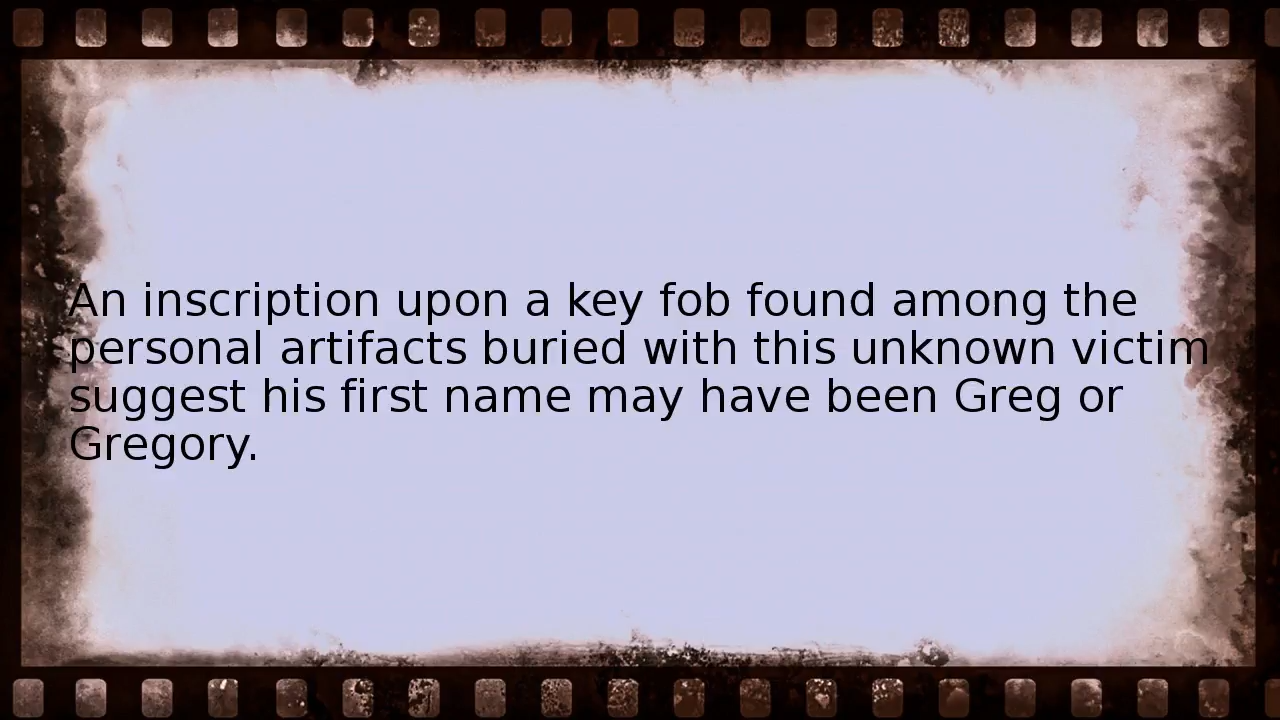 An inscription upon a key fob found among the
personal artifacts buried with this unknown victim
suggest his first name may have been Greg or
Gregory.